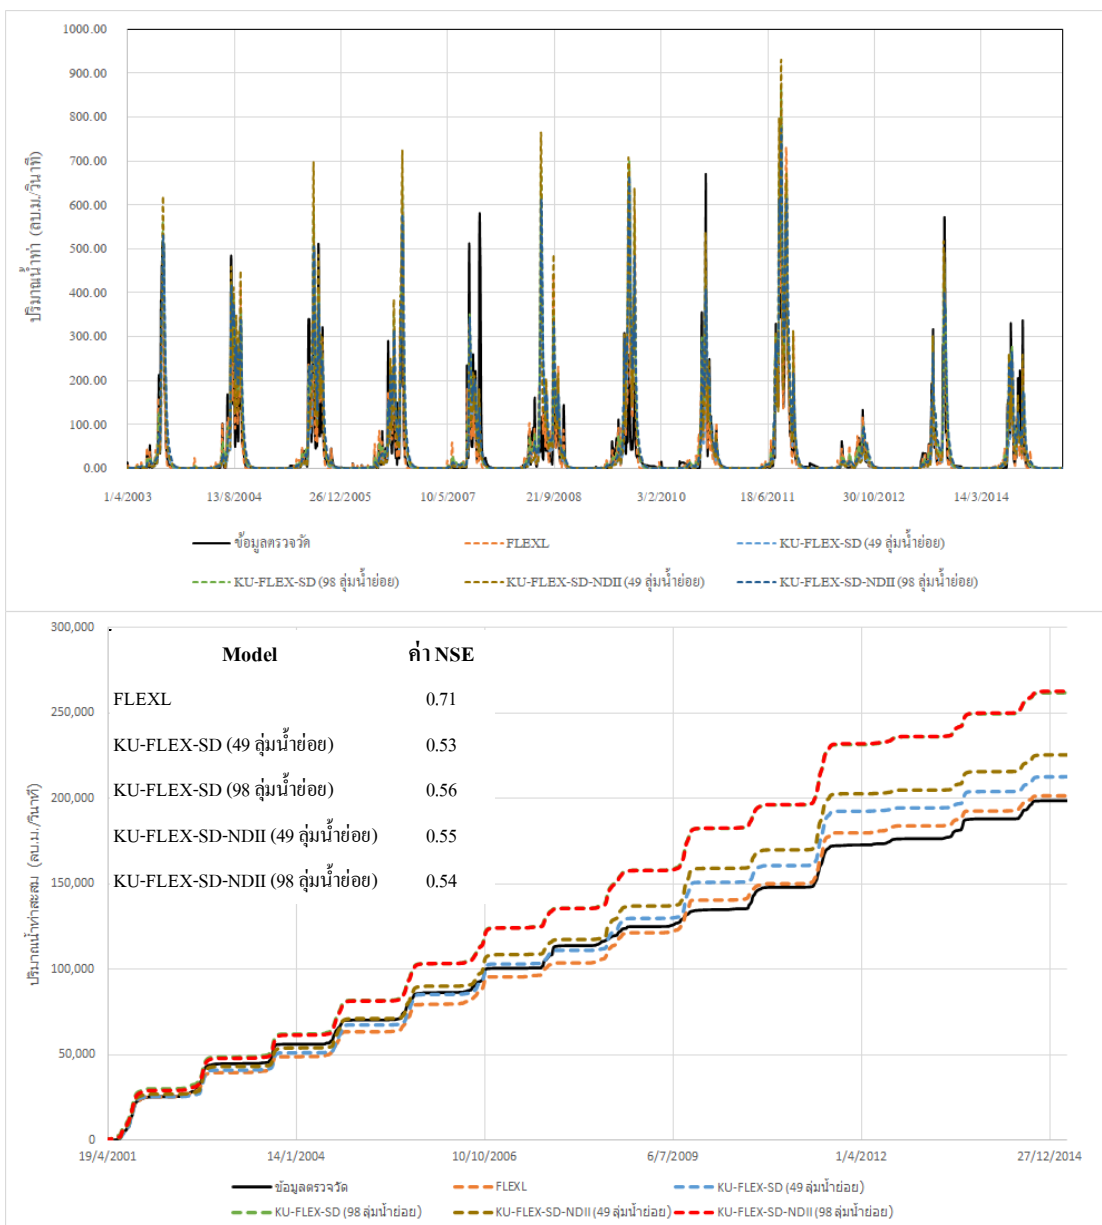 1000.00
900.00
800.00
700.00
600.00
500.00
400.00
300.00
200.00
100.00
0.00
ปริมาณน้ำท่า (ลบ.ม./วินาที)
1/4/2003 13/8/2004 26/12/2005 10/5/2007 21/9/2008 3/2/2010 18/6/2011 30/10/2012 14/3/2014
ข้อมูลตรวจวัด FLEXL KU-FLEX-SD (49 ลุ่มน้ำย่อย)
KU-FLEX-SD (98 ลุ่มน้ำย่อย) KU-FLEX-SD-NDII (49 ลุ่มน้ำย่อย) KU-FLEX-SD-NDII (98 ลุ่มน้ำย่อย)
300,000
250,000
200,000
150,000
100,000
50,000
0
ปริมาณน้ำท่าสะสม (ลบ.ม./วินาที)
Model ค่า NSE
FLEXL 0.71
KU-FLEX-SD (49 ลุ่มน้ำย่อย) 0.53
KU-FLEX-SD (98 ลุ่มน้ำย่อย) 0.56
KU-FLEX-SD-NDII (49 ลุ่มน้ำย่อย) 0.55
KU-FLEX-SD-NDII (98 ลุ่มน้ำย่อย) 0.54
19/4/2001 14/1/2004 10/10/2006 6/7/2009 1/4/2012 27/12/2014
ข้อมูลตรวจวัด FLEXL KU-FLEX-SD (49 ลุ่มน้ำย่อย)
KU-FLEX-SD (98 ลุ่มน้ำย่อย) KU-FLEX-SD-NDII (49 ลุ่มน้ำย่อย) KU-FLEX-SD-NDII (98 ลุ่มน้ำย่อย)